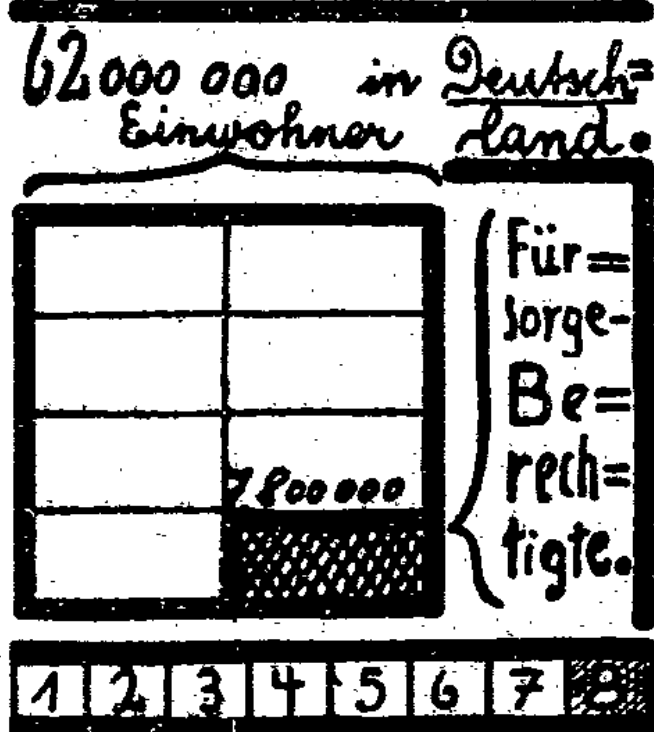 62 000 000 in Deutsch=
Einwohner land.
Für=
sorge-
Be=
rech=
tigte.
7 800 000
1 2 3 4 5 6 7 8